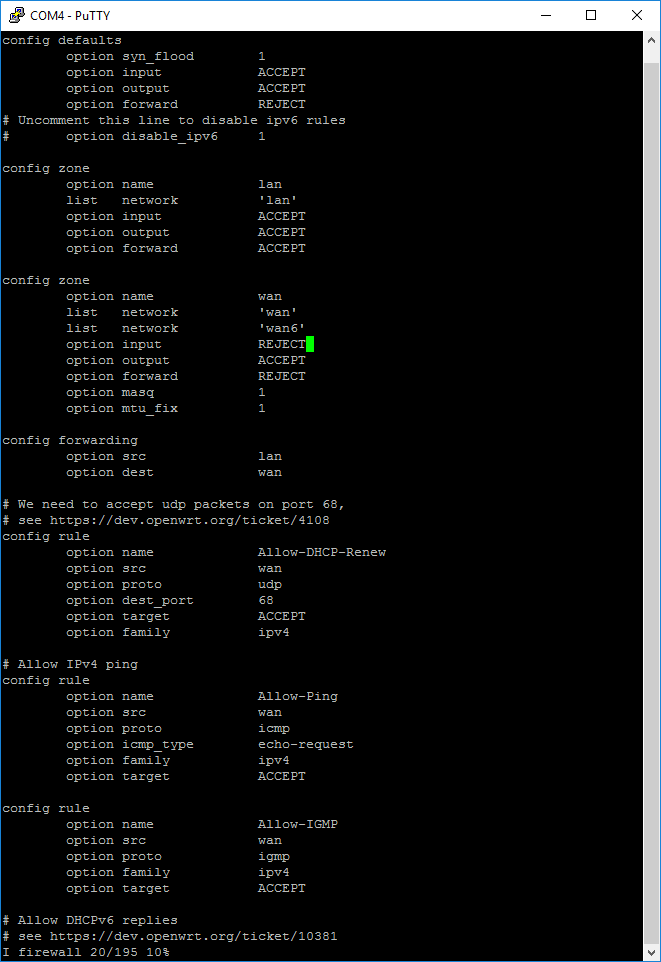 COM4 - PuTTY
config defaults
        option syn_flood        1
        option input            ACCEPT
        option output           ACCEPT
        option forward          REJECT
# Uncomment this line to disable ipv6 rules
#       option disable_ipv6     1

config zone
        option name             lan
        list   network          'lan'
        option input            ACCEPT
        option output           ACCEPT
        option forward          ACCEPT

config zone
        option name             wan
        list   network          'wan'
        list   network          'wan6'
        option input            REJECT
        option output           ACCEPT
        option forward          REJECT
        option masq             1
        option mtu_fix          1

config forwarding
        option src              lan
        option dest             wan

# We need to accept udp packets on port 68,
# see https://dev.openwrt.org/ticket/4108
config rule
        option name             Allow-DHCP-Renew
        option src              wan
        option proto            udp
        option dest_port        68
        option target           ACCEPT
        option family           ipv4

# Allow IPv4 ping
config rule
        option name             Allow-Ping
        option src              wan
        option proto            icmp
        option icmp_type        echo-request
        option family           ipv4
        option target           ACCEPT

config rule
        option name             Allow-IGMP
        option src              wan
        option proto            igmp
        option family           ipv4
        option target           ACCEPT

# Allow DHCPv6 replies
# see https://dev.openwrt.org/ticket/10381
I firewall 20/195 10%